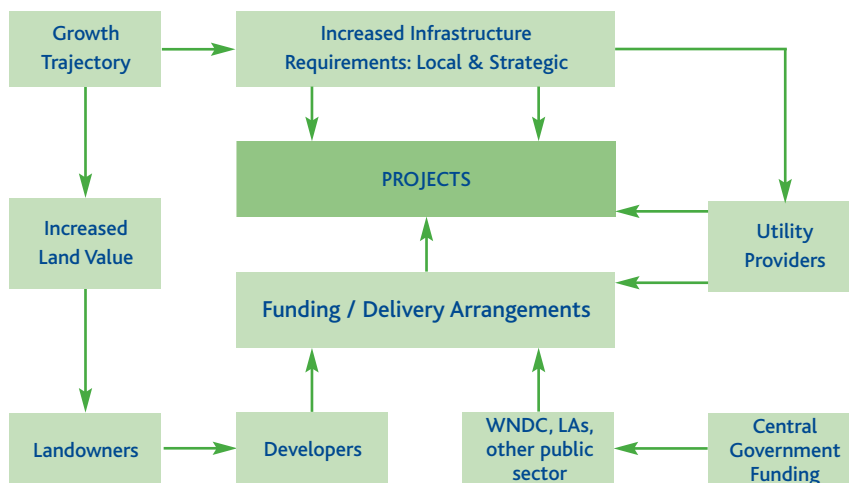 Growth
Trajectory
Increased Infrastructure
Requirements: Local & Strategic
PROJECTS
Increased
Land Value
Utility
Providers
Funding / Delivery Arrangements
Landowners
Developers
WNDC, LAs,
other public
sector
Central
Government
Funding